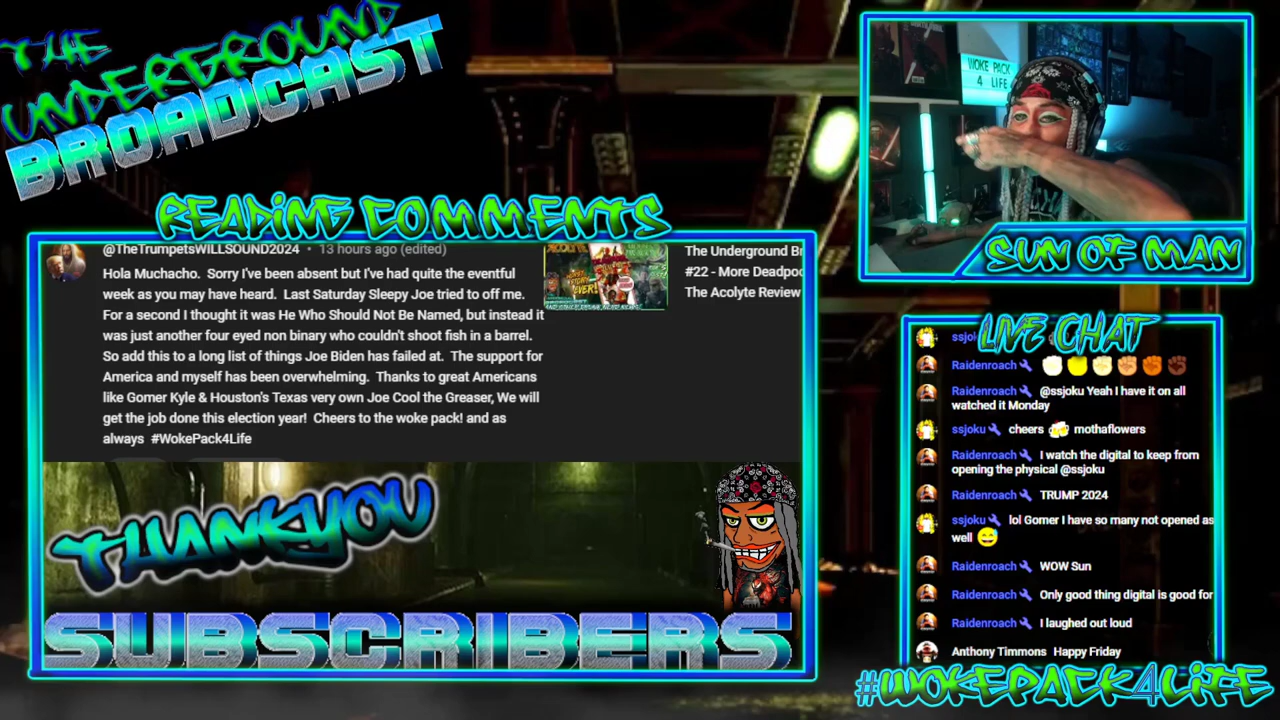 THE
UNDERGROUND
BROADCAST
READING COMMENTS
@TheTrumpetsWILLSOUND2024 • 13 hours ago (edited)
Hola Muchacho. Sorry I've been absent but I've had quite the eventful
week as you may have heard. Last Saturday Sleepy Joe tried to off me.
For a second I thought it was He Who Should Not Be Named, but instead it
was just another four eyed non binary who couldn't shoot fish in a barrel.
So add this to a long list of things Joe Biden has failed at. The support for
America and myself has been overwhelming. Thanks to great Americans
like Gomer Kyle & Houston's Texas very own Joe Cool the Greaser, We will
get the job done this election year! Cheers to the woke pack! and as
always #WokePack4Life
The Underground Br
#22 - More Deadpoo
The Acolyte Review
THANKYOU
SUBSCRIBERS
WOKE PACK
4 LIFE
SUN OF MAN
LIVE CHAT
ssjo
Raidenroach ✊🏻✊✊🏼✊🏽✊🏾✊🏿
Raidenroach @ssjoku Yeah I have it on all
watched it Monday
ssjoku cheers 🍻 mothaflowers
Raidenroach I watch the digital to keep from
opening the physical @ssjoku
Raidenroach TRUMP 2024
ssjoku lol Gomer I have so many not opened as
well 😅
Raidenroach WOW Sun
Raidenroach Only good thing digital is good for
Raidenroach I laughed out loud
Anthony Timmons Happy Friday
#WOKEPACK4LIFE